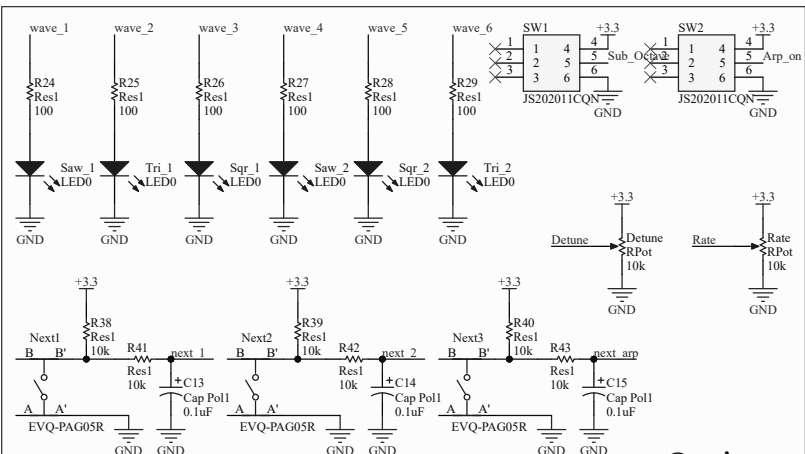 wave_1 wave_2 wave_3 wave_4 wave_5 wave_6
SW1 +3.3 SW2 +3.3
1 1 4 4
2 2 5 5 Sub_Octave
3 3 6 6
JS202011CQN
GND
1 1 4 4
2 2 5 5 Arp_on
3 3 6 6
JS202011CQN
GND
R24 R25 R26 R27 R28 R29
Res1 Res1 Res1 Res1 Res1 Res1
100 100 100 100 100 100
Saw_1 Tri_1 Sqr_1 Saw_2 Sqr_2 Tri_2
LED0 LED0 LED0 LED0 LED0 LED0
GND GND GND GND GND GND
+3.3 +3.3
Detune Detune Rate Rate
RPot RPot
10k 10k
GND GND
+3.3 +3.3 +3.3
Next1 R38 Next2 R39 Next3 R40
Res1 Res1 Res1
10k 10k 10k
B B' R41 next_1 B B' R42 next_2 B B' R43 next_arp
Res1 Res1 Res1
10k 10k 10k
+ C13 + C14 + C15
Cap Pol1 Cap Pol1 Cap Pol1
0.1uF 0.1uF 0.1uF
A A' A A' A A'
EVQ-PAG05R EVQ-PAG05R EVQ-PAG05R
GND GND GND GND GND GND